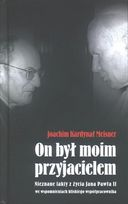 Joachim Kardynał Meisner
On był moim
przyjacielem
Nieznane fakty z życia Jana Pawła II
we wspomnieniach bliskiego współpracownika